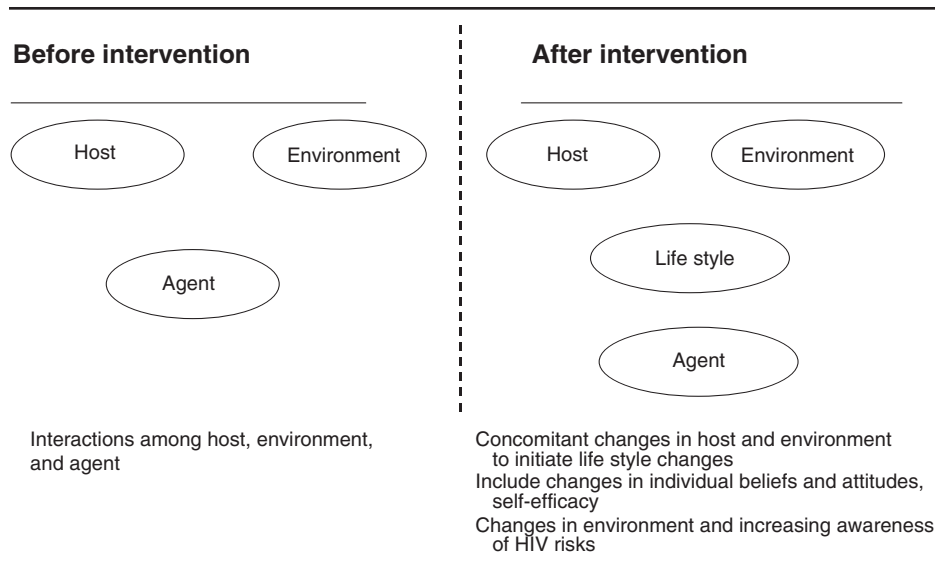 Before intervention
Host
Environment
Agent
Interactions among host, environment,
and agent
After intervention
Host
Environment
Life style
Agent
Concomitant changes in host and environment
to initiate life style changes
Include changes in individual beliefs and attitudes,
self-efficacy
Changes in environment and increasing awareness
of HIV risks